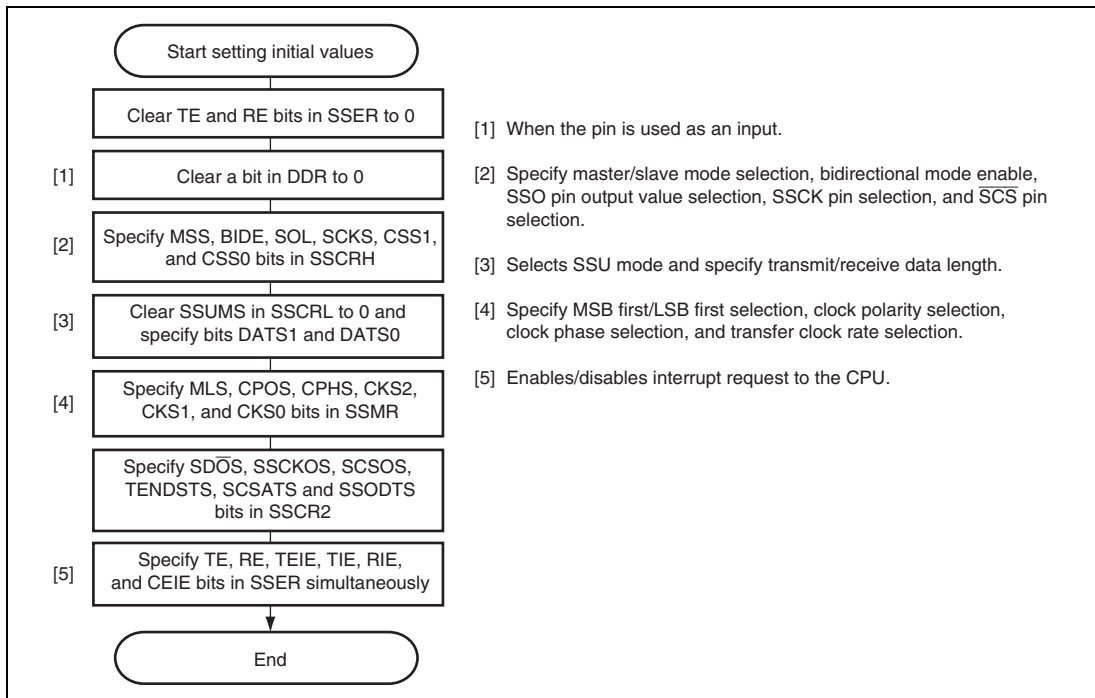 Start setting initial values
Clear TE and RE bits in SSER to 0
[1]
Clear a bit in DDR to 0
[2]
Specify MSS, BIDE, SOL, SCKS, CSS1,
and CSS0 bits in SSCRH
[3]
Clear SSUMS in SSCRL to 0 and
specify bits DATS1 and DATS0
[4]
Specify MLS, CPOS, CPHS, CKS2,
CKS1, and CKS0 bits in SSMR
Specify SDO̅S, SSCKOS, SCSOS,
TENDSTS, SCSATS and SSODTS
bits in SSCR2
[5]
Specify TE, RE, TEIE, TIE, RIE,
and CEIE bits in SSER simultaneously
End
[1] When the pin is used as an input.
[2] Specify master/slave mode selection, bidirectional mode enable,
SSO pin output value selection, SSCK pin selection, and S̅C̅S̅ pin
selection.
[3] Selects SSU mode and specify transmit/receive data length.
[4] Specify MSB first/LSB first selection, clock polarity selection,
clock phase selection, and transfer clock rate selection.
[5] Enables/disables interrupt request to the CPU.